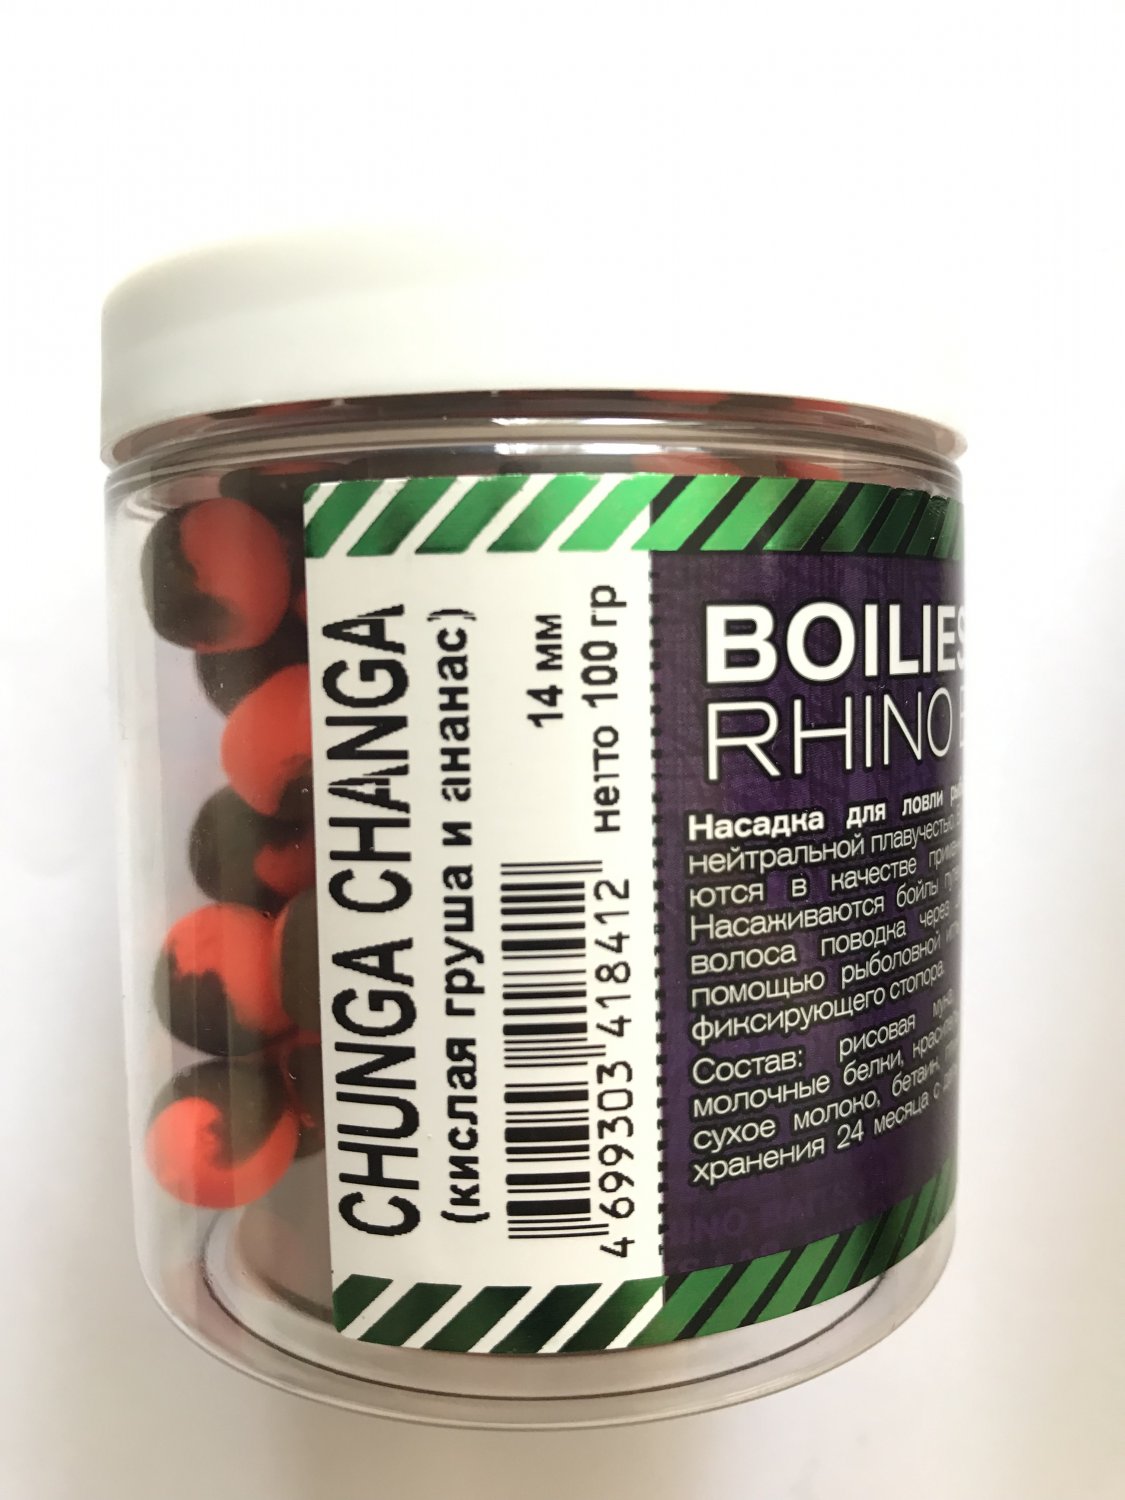 CHUNGA CHANGA
(кислая груша и ананас)
14 мм
нетто 100 гр
4 699303 418412
BOILIES
RHINO
Насадка для ловли
нейтральной плавучестью.
ются в качестве
Насаживаются бойлы
волоса поводка через
помощью рыболовной
фиксирующего стопора.
Состав: рисовая мука,
молочные белки,
сухое молоко, бетаин,
хранения 24 месяца с